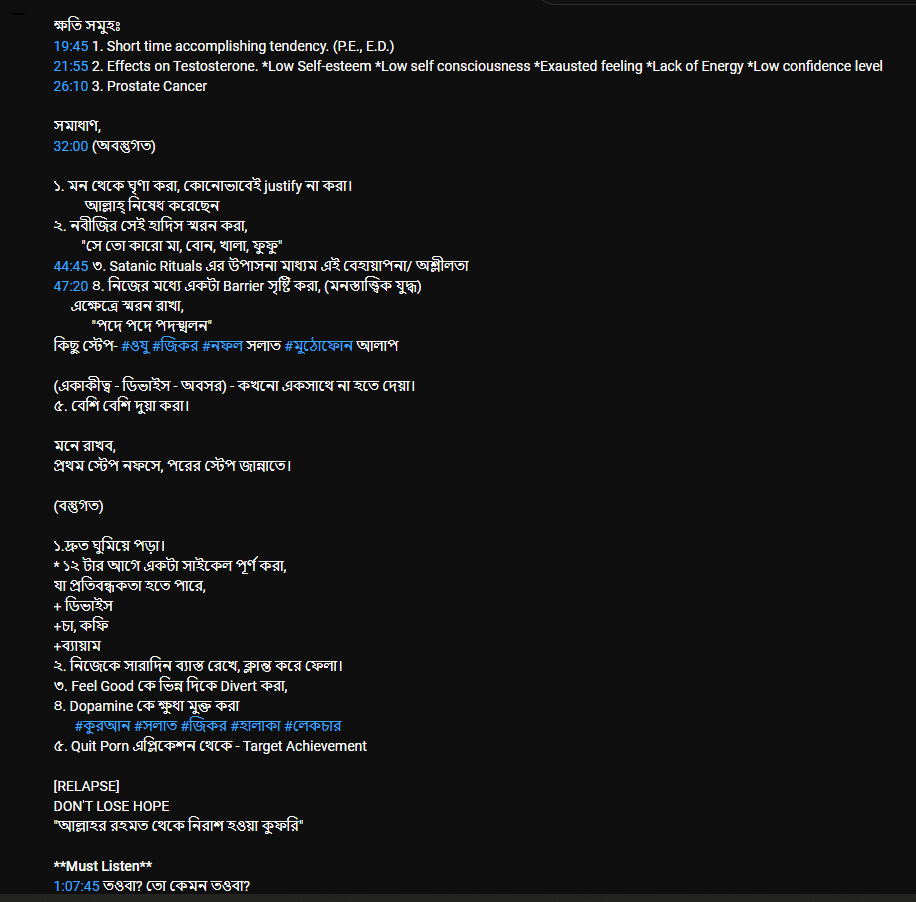 ক্ষতি সমুহঃ
19:45 1. Short time accomplishing tendency. (P.E., E.D.)
21:55 2. Effects on Testosterone. *Low Self-esteem *Low self consciousness *Exausted feeling *Lack of Energy *Low confidence level
26:10 3. Prostate Cancer
সমাধাণ,
32:00 (অবস্তুগত)
১. মন থেকে ঘৃণা করা, কোনোভাবেই justify না করা।
আল্লাহ্ নিষেধ করেছেন
২. নবীজির সেই হাদিস স্মরন করা,
"সে তো কারো মা, বোন, খালা, ফুফু"
44:45 ৩. Satanic Rituals এর উপাসনা মাধ্যম এই বেহায়াপনা/ অশ্লীলতা
47:20 ৪. নিজের মধ্যে একটা Barrier সৃষ্টি করা, (মনস্তাত্ত্বিক যুদ্ধ)
এক্ষেত্রে স্মরন রাখা,
"পদে পদে পদস্খলন"
কিছু স্টেপ- #ওযু #জিকর #নফল সলাত #মুঠোফোন আলাপ
(একাকীত্ব - ডিভাইস - অবসর) - কখনো একসাথে না হতে দেয়া।
৫. বেশি বেশি দুয়া করা।
মনে রাখব,
প্রথম স্টেপ নফসে, পরের স্টেপ জান্নাতে।
(বস্তুগত)
১.দ্রুত ঘুমিয়ে পড়া।
* ১২ টার আগে একটা সাইকেল পূর্ণ করা,
যা প্রতিবন্ধকতা হতে পারে,
+ ডিভাইস
+চা, কফি
+ব্যায়াম
২. নিজেকে সারাদিন ব্যাস্ত রেখে, ক্লান্ত করে ফেলা।
৩. Feel Good কে ভিন্ন দিকে Divert করা,
৪. Dopamine কে ক্ষুধা মুক্ত করা
#কুরআন #সলাত #জিকর #হালাকা #লেকচার
৫. Quit Porn এপ্লিকেশন থেকে - Target Achievement
[RELAPSE]
DON'T LOSE HOPE
"আল্লাহর রহমত থেকে নিরাশ হওয়া কুফরি"
**Must Listen**
1:07:45 তওবা? তো কেমন তওবা?